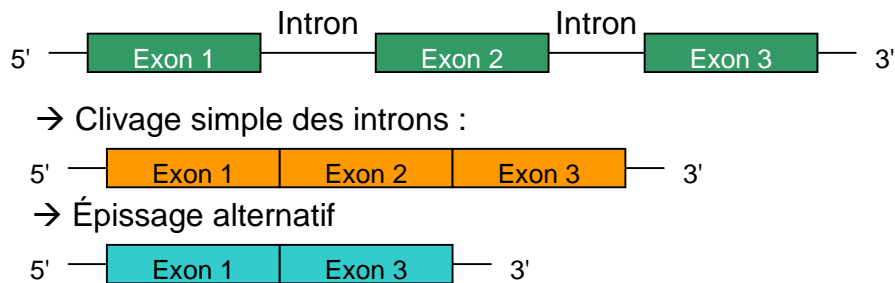 Intron Intron
5' Exon 1 Exon 2 Exon 3 3'
→ Clivage simple des introns :
5' Exon 1 Exon 2 Exon 3 3'
→ Épissage alternatif
5' Exon 1 Exon 3 3'